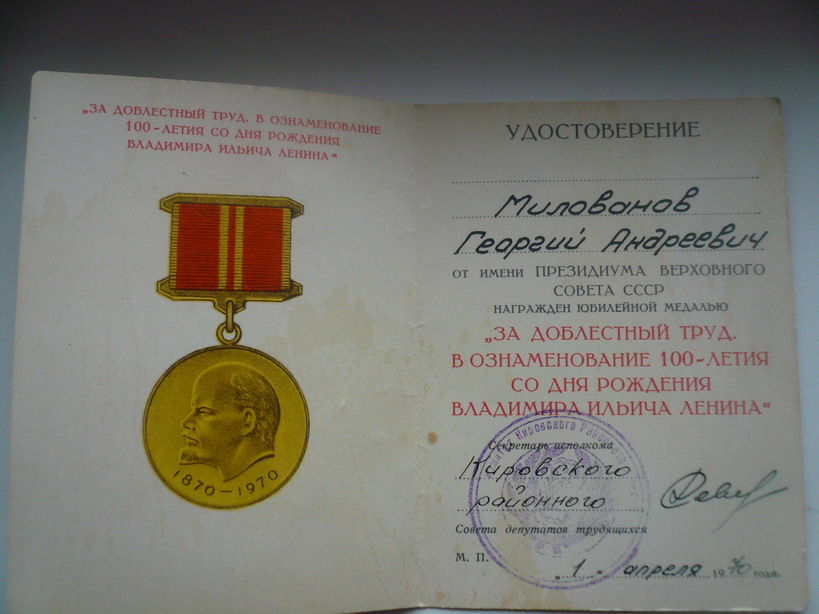 „ЗА ДОБЛЕСТНЫЙ ТРУД. В ОЗНАМЕНОВАНИЕ
100-ЛЕТИЯ СО ДНЯ РОЖДЕНИЯ
ВЛАДИМИРА ИЛЬИЧА ЛЕНИНА“
1870-1970
УДОСТОВЕРЕНИЕ
Милованов
Георгий Андреевич
ОТ ИМЕНИ ПРЕЗИДИУМА ВЕРХОВНОГО
СОВЕТА СССР
НАГРАЖДЕН ЮБИЛЕЙНОЙ МЕДАЛЬЮ
„ЗА ДОБЛЕСТНЫЙ ТРУД.
В ОЗНАМЕНОВАНИЕ 100-ЛЕТИЯ
СО ДНЯ РОЖДЕНИЯ
ВЛАДИМИРА ИЛЬИЧА ЛЕНИНА“
Секретарь исполкома
Кировского
районного
Совета депутатов трудящихся
М. П.
„1“ апреля 1970 года.
Кировского